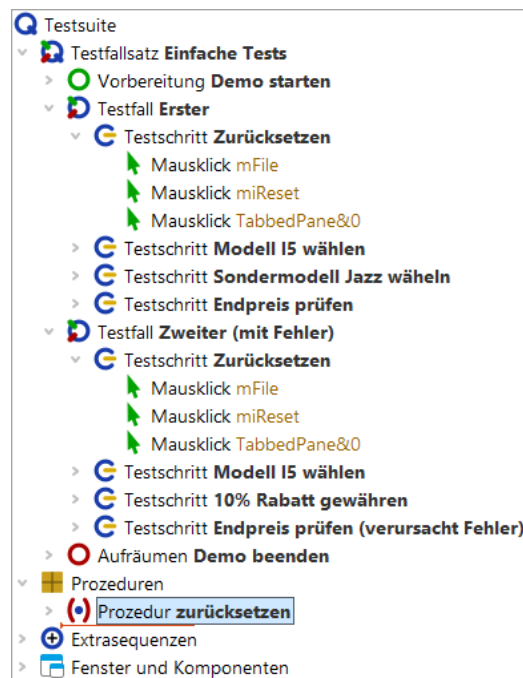 Testsuite
Testfallsatz Einfache Tests
Vorbereitung Demo starten
Testfall Erster
Testschritt Zurücksetzen
Mausklick mFile
Mausklick miReset
Mausklick TabbedPane&0
Testschritt Modell I5 wählen
Testschritt Sondermodell Jazz wäheln
Testschritt Endpreis prüfen
Testfall Zweiter (mit Fehler)
Testschritt Zurücksetzen
Mausklick mFile
Mausklick miReset
Mausklick TabbedPane&0
Testschritt Modell I5 wählen
Testschritt 10% Rabatt gewähren
Testschritt Endpreis prüfen (verursacht Fehler)
Aufräumen Demo beenden
Prozeduren
Prozedur zurücksetzen
Extrasequenzen
Fenster und Komponenten